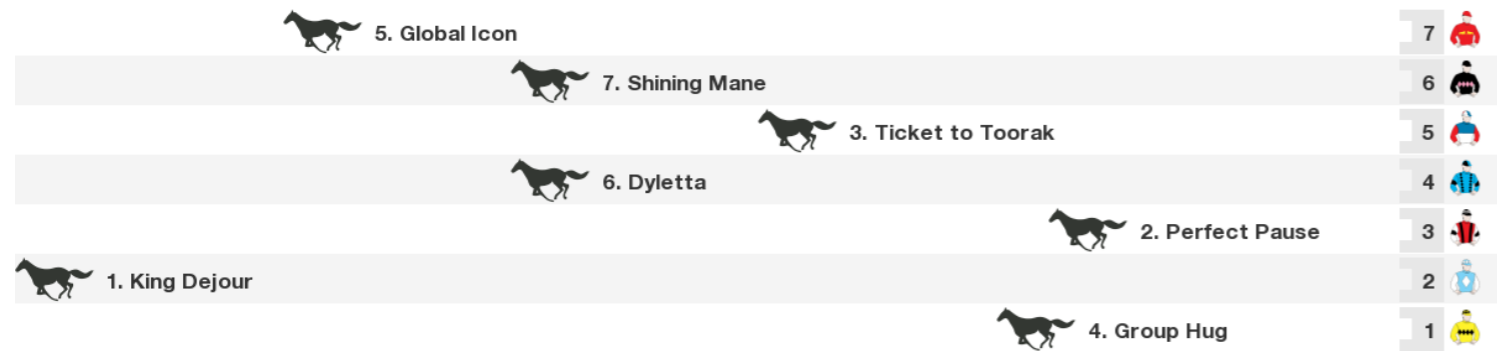 5. Global Icon 7
7. Shining Mane 6
3. Ticket to Toorak 5
6. Dyletta 4
2. Perfect Pause 3
1. King Dejour 2
4. Group Hug 1